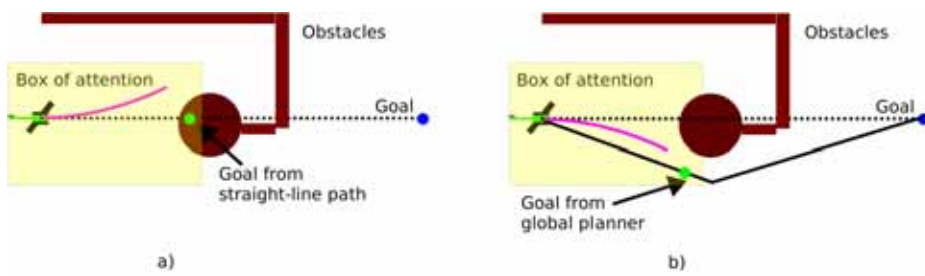 Obstacles
Box of attention
Goal
Goal from
straight-line path
a)
Obstacles
Box of attention
Goal
Goal from
global planner
b)